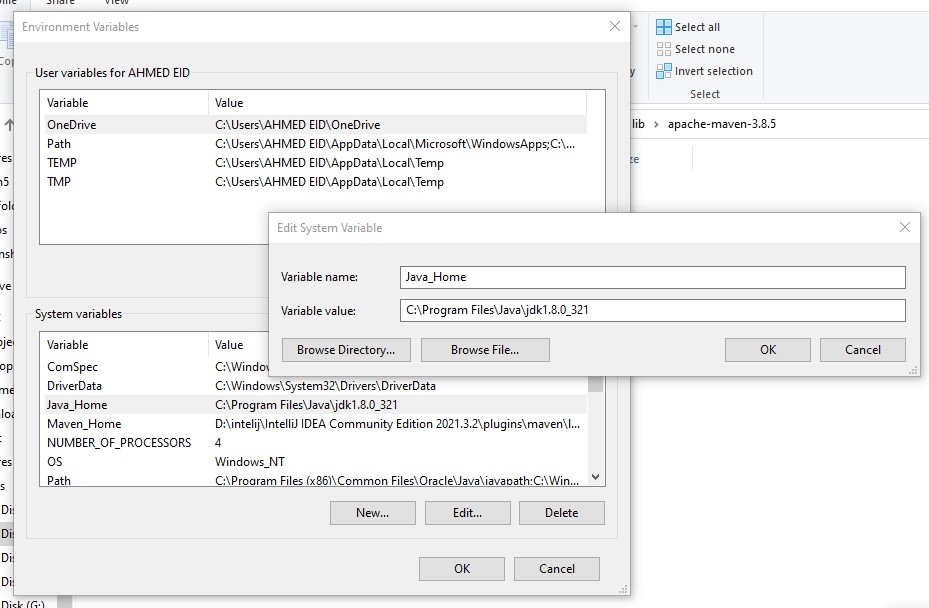 Share View
Environment Variables
Select all
Select none
Invert selection
Select
User variables for AHMED EID
Variable Value
OneDrive C:\Users\AHMED EID\OneDrive
Path C:\Users\AHMED EID\AppData\Local\Microsoft\WindowsApps;C:\...
TEMP C:\Users\AHMED EID\AppData\Local\Temp
TMP C:\Users\AHMED EID\AppData\Local\Temp
lib > apache-maven-3.8.5
Edit System Variable
Variable name: Java_Home
Variable value: C:\Program Files\Java\jdk1.8.0_321
Browse Directory... Browse File... OK Cancel
System variables
Variable Value
ComSpec C:\Windo
DriverData C:\Windows\System32\Drivers\DriverData
Java_Home C:\Program Files\Java\jdk1.8.0_321
Maven_Home D:\intelij\IntelliJ IDEA Community Edition 2021.3.2\plugins\maven\l...
NUMBER_OF_PROCESSORS 4
OS Windows_NT
Path C:\Program Files (x86)\Common Files\Oracle\Java\javapath;C:\Win...
New... Edit... Delete
OK Cancel
Disk (G:)